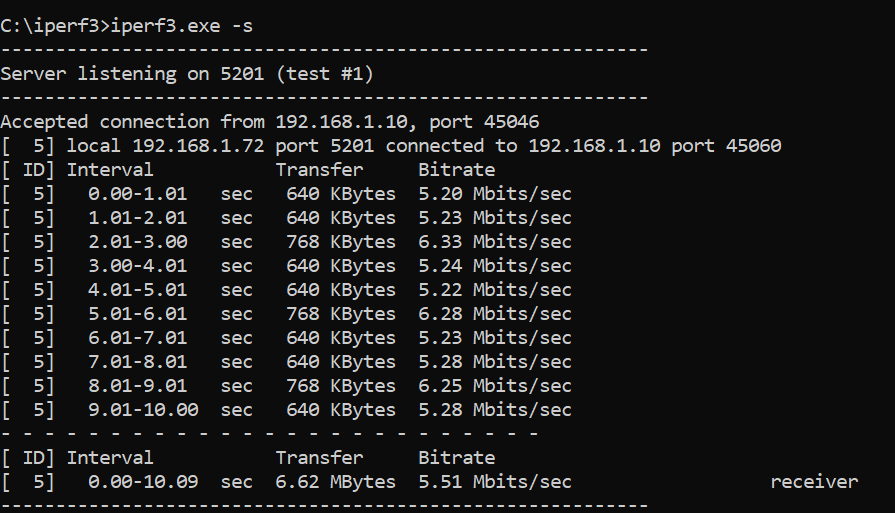 C:\iperf3>iperf3.exe -s
-----------------------------------------------------------
Server listening on 5201 (test #1)
-----------------------------------------------------------
Accepted connection from 192.168.1.10, port 45046
[  5] local 192.168.1.72 port 5201 connected to 192.168.1.10 port 45060
[ ID] Interval           Transfer     Bitrate
[  5]   0.00-1.01   sec   640 KBytes  5.20 Mbits/sec
[  5]   1.01-2.01   sec   640 KBytes  5.23 Mbits/sec
[  5]   2.01-3.00   sec   768 KBytes  6.33 Mbits/sec
[  5]   3.00-4.01   sec   640 KBytes  5.24 Mbits/sec
[  5]   4.01-5.01   sec   640 KBytes  5.22 Mbits/sec
[  5]   5.01-6.01   sec   768 KBytes  6.28 Mbits/sec
[  5]   6.01-7.01   sec   640 KBytes  5.23 Mbits/sec
[  5]   7.01-8.01   sec   640 KBytes  5.28 Mbits/sec
[  5]   8.01-9.01   sec   768 KBytes  6.25 Mbits/sec
[  5]   9.01-10.00  sec   640 KBytes  5.28 Mbits/sec
- - - - - - - - - - - - - - - - - - - - - - - - -
[ ID] Interval           Transfer     Bitrate
[  5]   0.00-10.09  sec  6.62 MBytes  5.51 Mbits/sec                  receiver
-----------------------------------------------------------